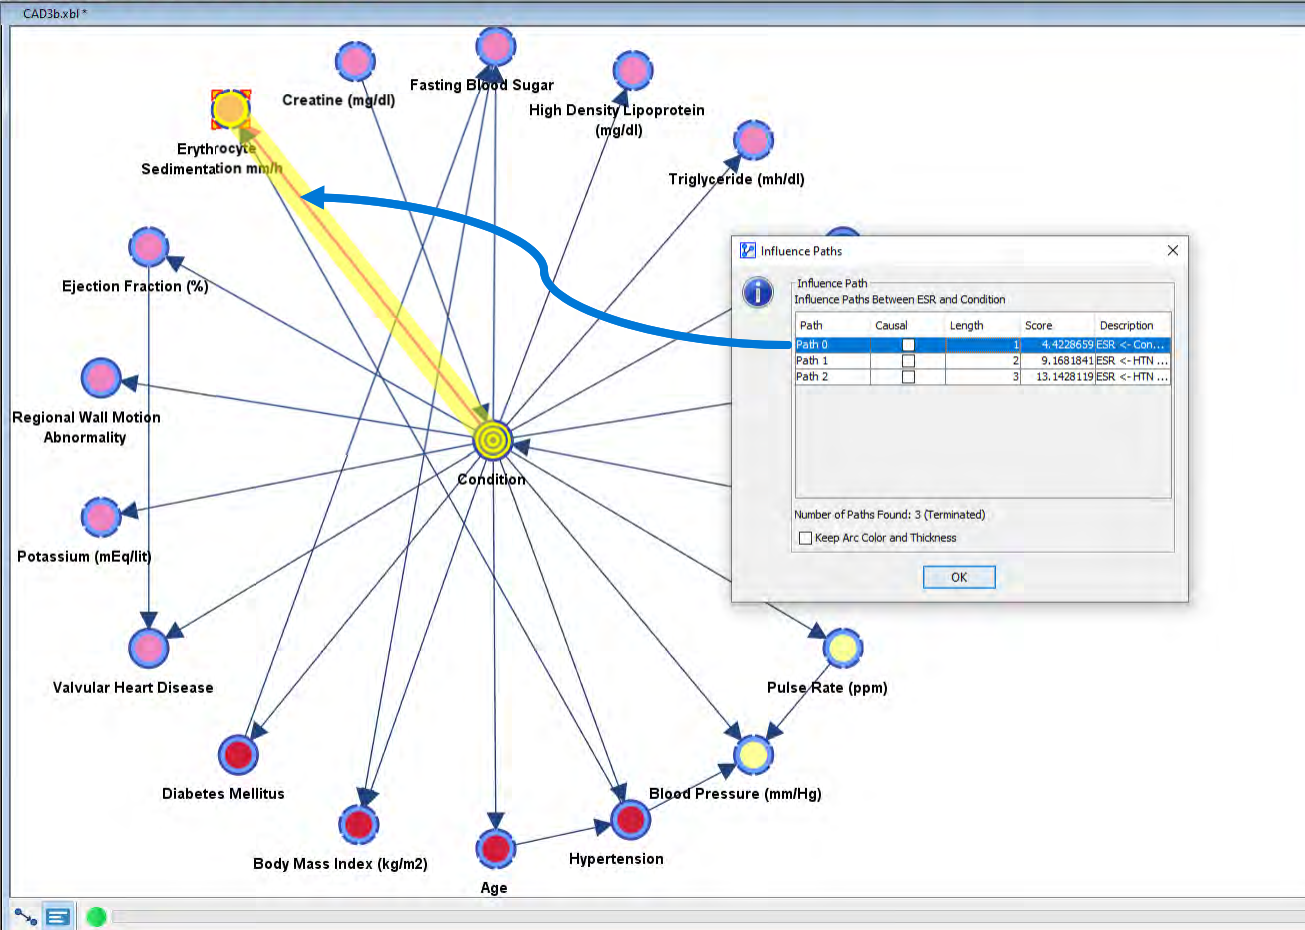 CAD3b.xbl *
Fasting Blood Sugar
Creatine (mg/dl)
High Density Lipoprotein
(mg/dl)
Erythrocyte
Sedimentation mm/h
Triglyceride (mh/dl)
Ejection Fraction (%)
Regional Wall Motion
Abnormality
Condition
Potassium (mEq/lit)
Valvular Heart Disease
Pulse Rate (ppm)
Diabetes Mellitus
Blood Pressure (mm/Hg)
Body Mass Index (kg/m2)
Hypertension
Age
Influence Paths
Influence Path
Influence Paths Between ESR and Condition
Path Causal Length Score Description
Path 0 1 4.4228659 ESR <- Con...
Path 1 2 9.1681841 ESR <- HTN ...
Path 2 3 13.1428119 ESR <- HTN ...
Number of Paths Found: 3 (Terminated)
Keep Arc Color and Thickness
OK